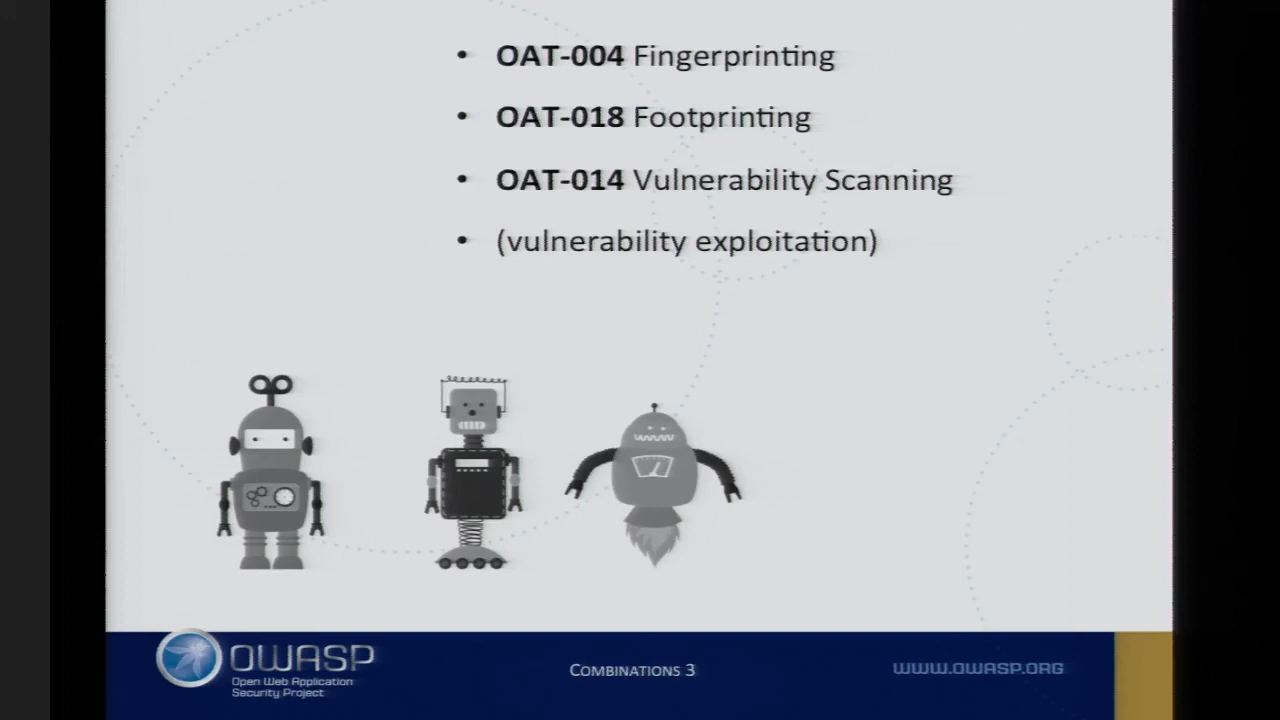 • OAT-004 Fingerprinting
• OAT-018 Footprinting
• OAT-014 Vulnerability Scanning
• (vulnerability exploitation)
OWASP
Open Web Application
Security Project
COMBINATIONS 3
WWW.OWASP.ORG